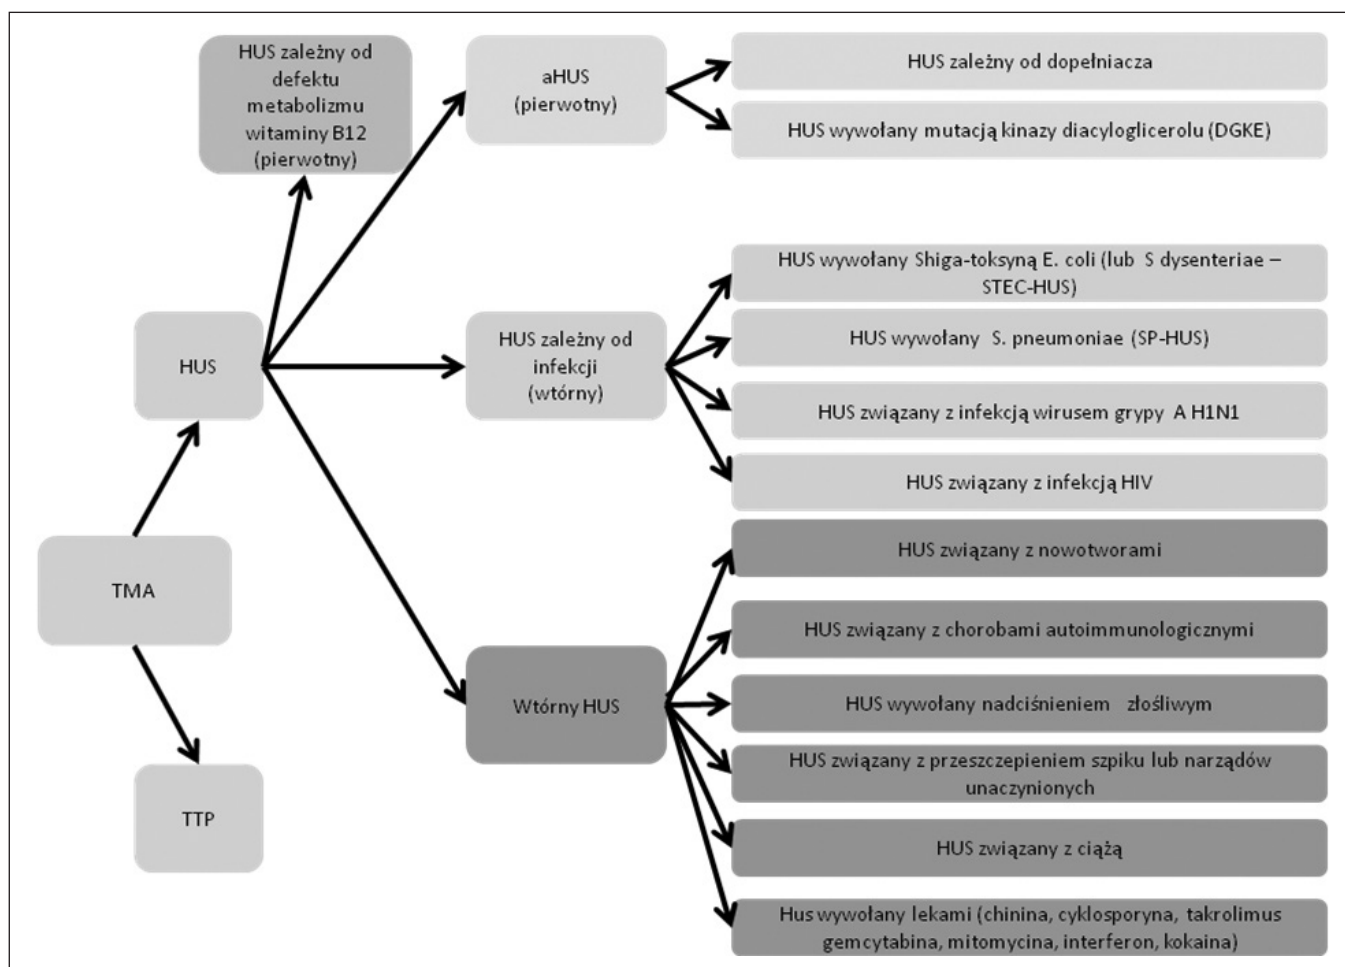 HUS zależny od
defektu
metabolizmu
witaminy B12
(pierwotny)
aHUS
(pierwotny)
HUS zależny od dopełniacza
HUS wywołany mutacją kinazy diacyloglicerolu (DGKE)
HUS
HUS zależny od
infekcji
(wtórny)
HUS wywołany Shiga-toksyną E. coli (lub S dysenteriae –
STEC-HUS)
HUS wywołany S. pneumoniae (SP-HUS)
HUS związany z infekcją wirusem grypy A H1N1
HUS związany z infekcją HIV
TMA
TTP
Wtórny HUS
HUS związany z nowotworami
HUS związany z chorobami autoimmunologicznymi
HUS wywołany nadciśnieniem złośliwym
HUS związany z przeszczepieniem szpiku lub narządów
unaczynionych
HUS związany z ciążą
Hus wywołany lekami (chinina, cyklosporyna, takrolimus
gemcytabina, mitomycina, interferon, kokaina)